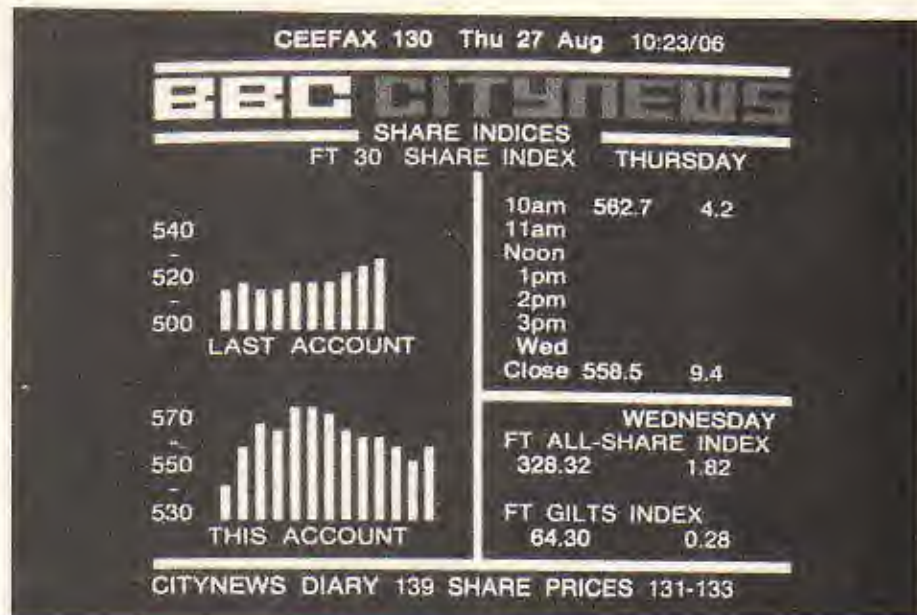 CEEFAX 130 Thu 27 Aug 10:23/06
BBC CITYNEWS
SHARE INDICES
FT 30 SHARE INDEX THURSDAY
540
-
520
-
500
LAST ACCOUNT
570
-
550
-
530
THIS ACCOUNT
10am 562.7 4.2
11am
Noon
1pm
2pm
3pm
Wed
Close 558.5 9.4
WEDNESDAY
FT ALL-SHARE INDEX
328.32 1.82
FT GILTS INDEX
64.30 0.28
CITYNEWS DIARY 139 SHARE PRICES 131-133